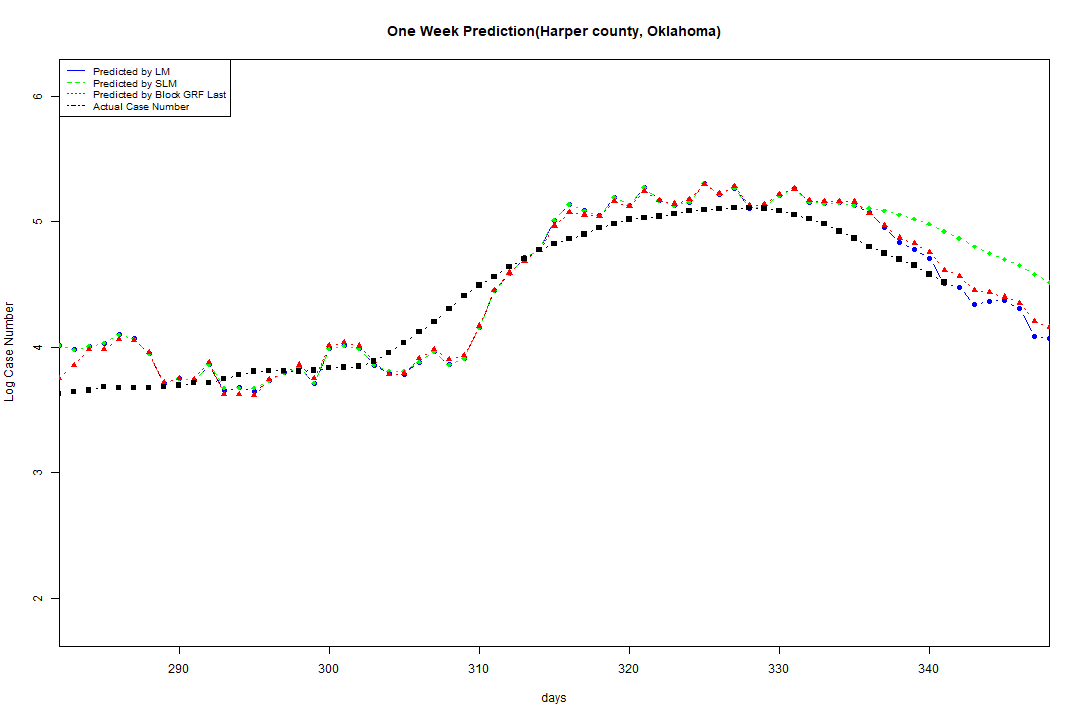 One Week Prediction(Harper county, Oklahoma)
Predicted by LM
Predicted by SLM
Predicted by Block GRF Last
Actual Case Number
6
5
4
3
2
Log Case Number
290 300 310 320 330 340
days